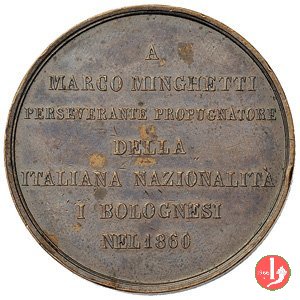 A
MARCO MINGHETTI
PERSEVERANTE PROPUGNATORE
DELLA
ITALIANA NAZIONALITÀ
I BOLOGNESI
NEL 1860